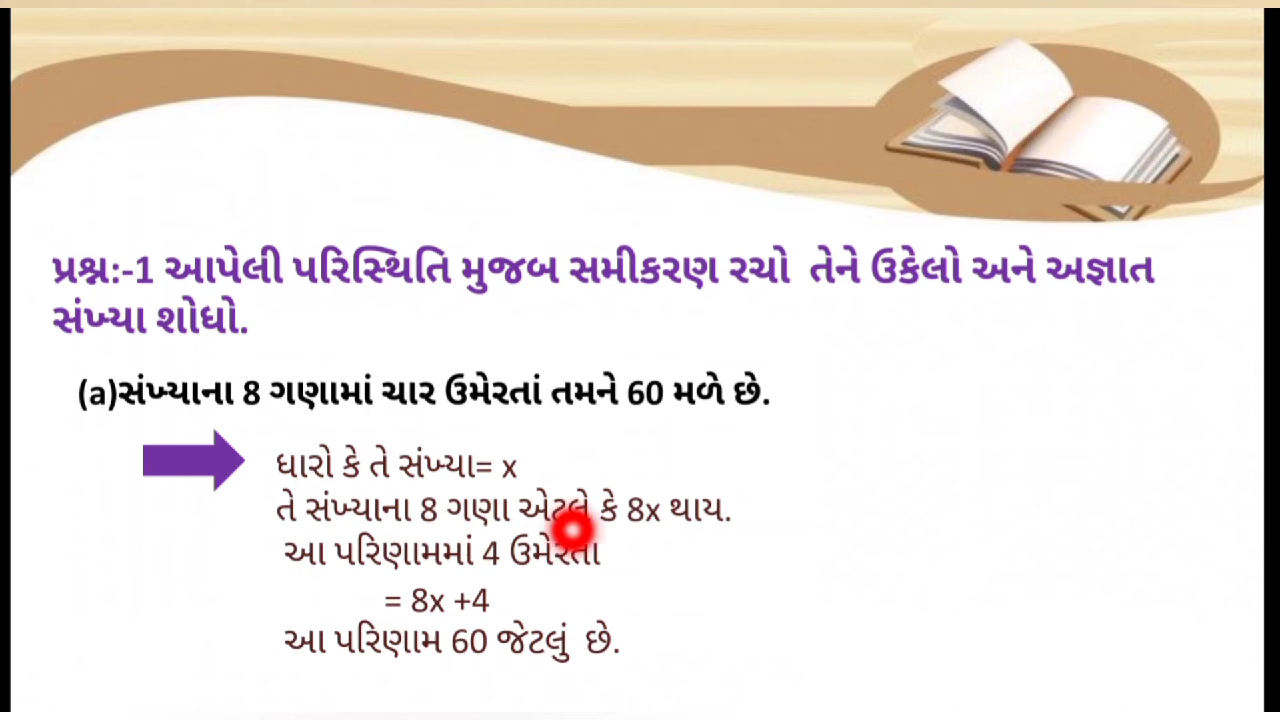 પ્રશ્ન:-1 આપેલી પરિસ્થિતિ મુજબ સમીકરણ રચો તેને ઉકેલો અને અજ્ઞાત
સંખ્યા શોધો.
(a)સંખ્યાના 8 ગણામાં ચાર ઉમેરતાં તમને 60 મળે છે.
ધારો કે તે સંખ્યા= x
તે સંખ્યાના 8 ગણા એટલે કે 8x થાય.
આ પરિણામમાં 4 ઉમેરતા
= 8x +4
આ પરિણામ 60 જેટલું છે.